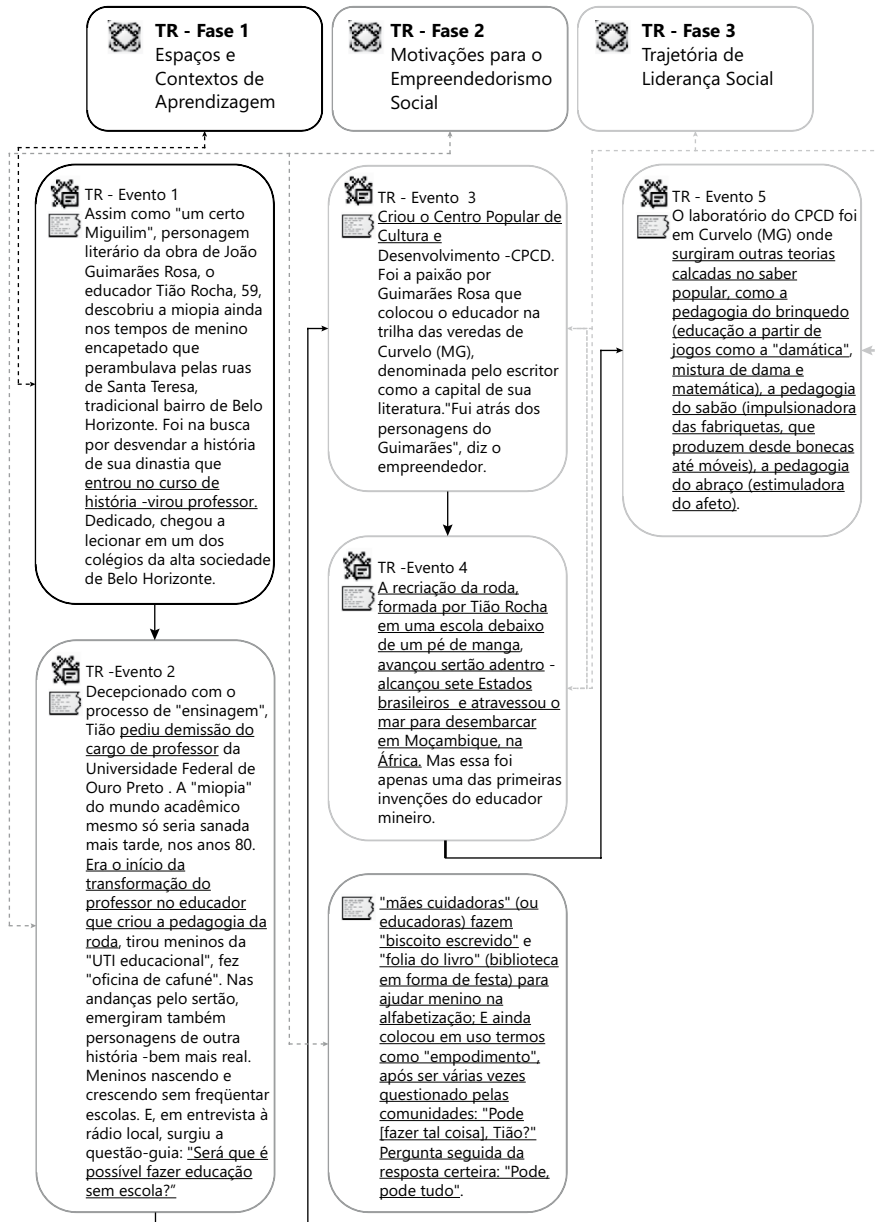 TR - Fase 1
Espaços e
Contextos de
Aprendizagem
TR - Fase 2
Motivações para o
Empreendedorismo
Social
TR - Fase 3
Trajetória de
Liderança Social
TR - Evento 1
Assim como "um certo
Miguilim", personagem
literário da obra de João
Guimarães Rosa, o
educador Tião Rocha, 59,
descobriu a miopia ainda
nos tempos de menino
encapetado que
perambulava pelas ruas
de Santa Teresa,
tradicional bairro de Belo
Horizonte. Foi na busca
por desvendar a história
de sua dinastia que
entrou no curso de
história -virou professor.
Dedicado, chegou a
lecionar em um dos
colégios da alta sociedade
de Belo Horizonte.
TR -Evento 2
Decepcionado com o
processo de "ensinagem",
Tião pediu demissão do
cargo de professor da
Universidade Federal de
Ouro Preto . A "miopia"
do mundo acadêmico
mesmo só seria sanada
mais tarde, nos anos 80.
Era o início da
transformação do
professor no educador
que criou a pedagogia da
roda, tirou meninos da
"UTI educacional", fez
"oficina de cafuné". Nas
andanças pelo sertão,
emergiram também
personagens de outra
história -bem mais real.
Meninos nascendo e
crescendo sem freqüentar
escolas. E, em entrevista à
rádio local, surgiu a
questão-guia: "Será que é
possível fazer educação
sem escola?”
TR - Evento  3
Criou o Centro Popular de
Cultura e
Desenvolvimento -CPCD.
Foi a paixão por
Guimarães Rosa que
colocou o educador na
trilha das veredas de
Curvelo (MG),
denominada pelo escritor
como a capital de sua
literatura."Fui atrás dos
personagens do
Guimarães", diz o
empreendedor.
TR -Evento 4
A recriação da roda,
formada por Tião Rocha
em uma escola debaixo
de um pé de manga,
avançou sertão adentro -
alcançou sete Estados
brasileiros  e atravessou o
mar para desembarcar
em Moçambique, na
África. Mas essa foi
apenas uma das primeiras
invenções do educador
mineiro.
"mães cuidadoras" (ou
educadoras) fazem
"biscoito escrevido" e
"folia do livro" (biblioteca
em forma de festa) para
ajudar menino na
alfabetização; E ainda
colocou em uso termos
como "empodimento",
após ser várias vezes
questionado pelas
comunidades: "Pode
[fazer tal coisa], Tião?"
Pergunta seguida da
resposta certeira: "Pode,
pode tudo".
TR - Evento 5
O laboratório do CPCD foi
em Curvelo (MG) onde
surgiram outras teorias
calcadas no saber
popular, como a
pedagogia do brinquedo
(educação a partir de
jogos como a "damática",
mistura de dama e
matemática), a pedagogia
do sabão (impulsionadora
das fabriquetas, que
produzem desde bonecas
até móveis), a pedagogia
do abraço (estimuladora
do afeto).